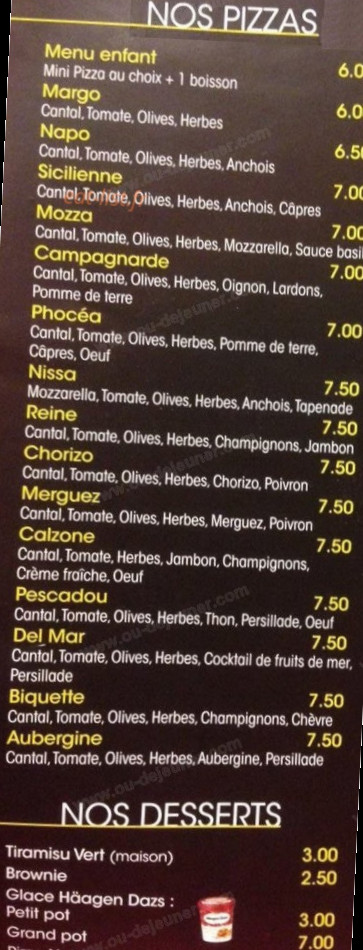 NOS PIZZAS
Menu enfant 6.0
Mini Pizza au choix + 1 boisson
Margo 6.0
Cantal, Tomate, Olives, Herbes
Napo 6.50
Cantal, Tomate, Olives, Herbes, Anchois
Sicilienne 7.00
Cantal, Tomate, Olives, Herbes, Anchois, Câpres
Mozza 7.00
Cantal, Tomate, Olives, Herbes, Mozzarella, Sauce basil
Campagnarde 7.00
Cantal, Tomate, Olives, Herbes, Oignon, Lardons,
Pomme de terre
Phocéa 7.00
Cantal, Tomate, Olives, Herbes, Pomme de terre,
Câpres, Oeuf
Nissa 7.50
Mozzarella, Tomate, Olives, Herbes, Anchois, Tapenade
Reine 7.50
Cantal, Tomate, Olives, Herbes, Champignons, Jambon
Chorizo 7.50
Cantal, Tomate, Olives, Herbes, Chorizo, Poivron
Merguez 7.50
Cantal, Tomate, Olives, Herbes, Merguez, Poivron
Calzone 7.50
Cantal, Tomate, Herbes, Jambon, Champignons,
Crème fraîche, Oeuf
Pescadou 7.50
Cantal, Tomate, Olives, Herbes, Thon, Persillade, Oeuf
Del Mar 7.50
Cantal, Tomate, Olives, Herbes, Cocktail de fruits de mer,
Persillade
Biquette 7.50
Cantal, Tomate, Olives, Herbes, Champignons, Chèvre
Aubergine 7.50
Cantal, Tomate, Olives, Herbes, Aubergine, Persillade
NOS DESSERTS
Tiramisu Vert (maison) 3.00
Brownie 2.50
Glace Häagen Dazs :
Petit pot 3.00
Grand pot 7.00